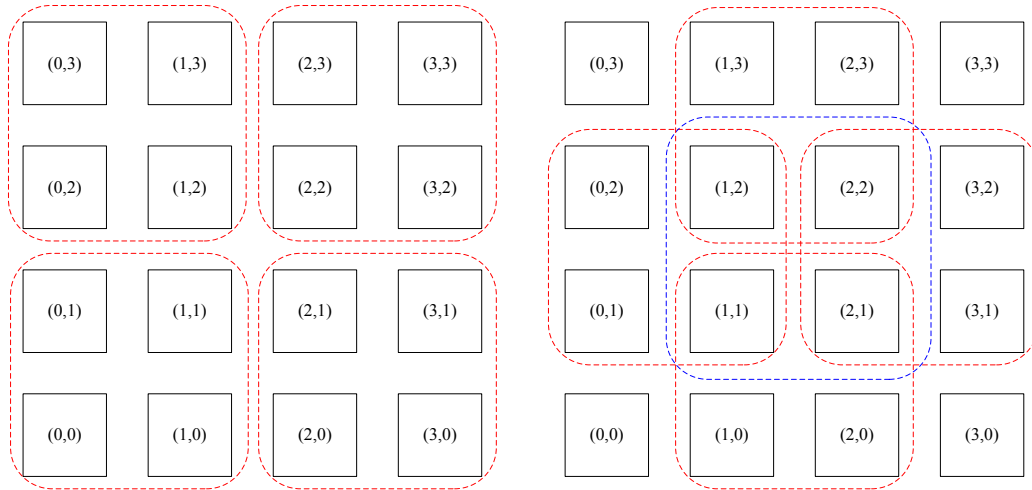 (0,3) (1,3) (2,3) (3,3) (0,3) (1,3) (2,3) (3,3)
(0,2) (1,2) (2,2) (3,2) (0,2) (1,2) (2,2) (3,2)
(0,1) (1,1) (2,1) (3,1) (0,1) (1,1) (2,1) (3,1)
(0,0) (1,0) (2,0) (3,0) (0,0) (1,0) (2,0) (3,0)